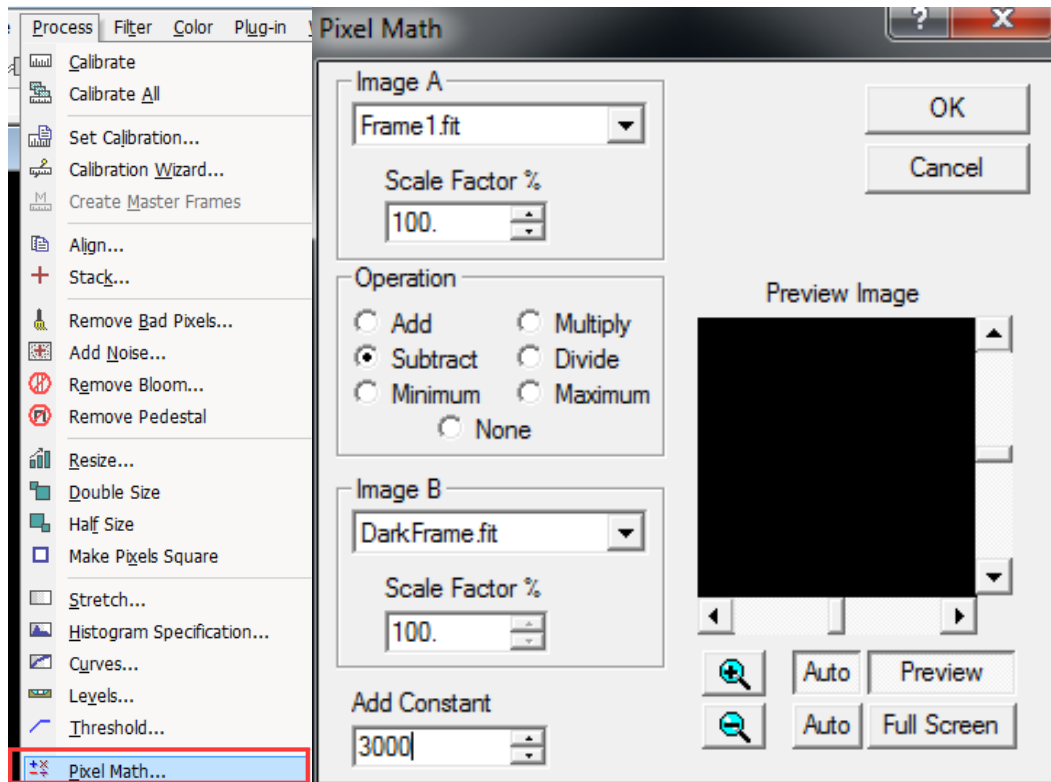 Process Filter Color Plug-in
Calibrate
Calibrate All
Set Calibration...
Calibration Wizard...
Create Master Frames
Align...
Stack...
Remove Bad Pixels...
Add Noise...
Remove Bloom...
Remove Pedestal
Resize...
Double Size
Half Size
Make Pixels Square
Stretch...
Histogram Specification...
Curves...
Levels...
Threshold...
Pixel Math...
Pixel Math
? X
Image A
Frame1.fit
Scale Factor %
100.
OK
Cancel
Operation
Add Multiply
Subtract Divide
Minimum Maximum
None
Image B
DarkFrame.fit
Scale Factor %
100.
Add Constant
3000
Preview Image
Auto Preview
Auto Full Screen